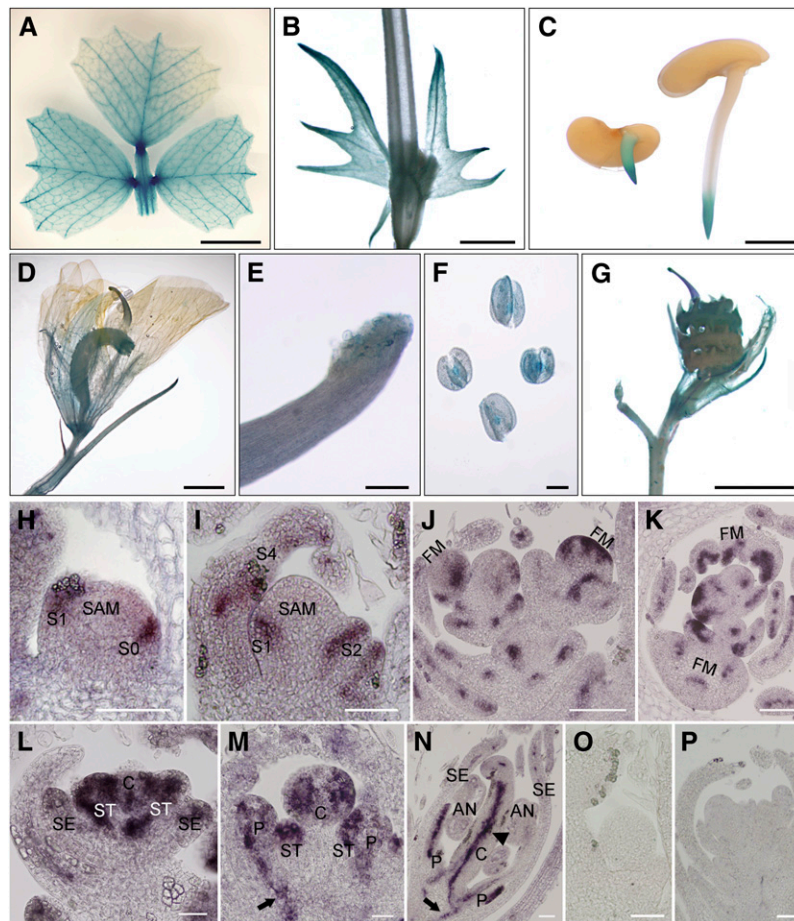 A B C
D E F G
H S1 SAM S0
I S4 SAM S1 S2
J FM FM
K FM FM
L C ST ST SE SE
M C P P ST ST
N SE SE AN AN P C P
O P